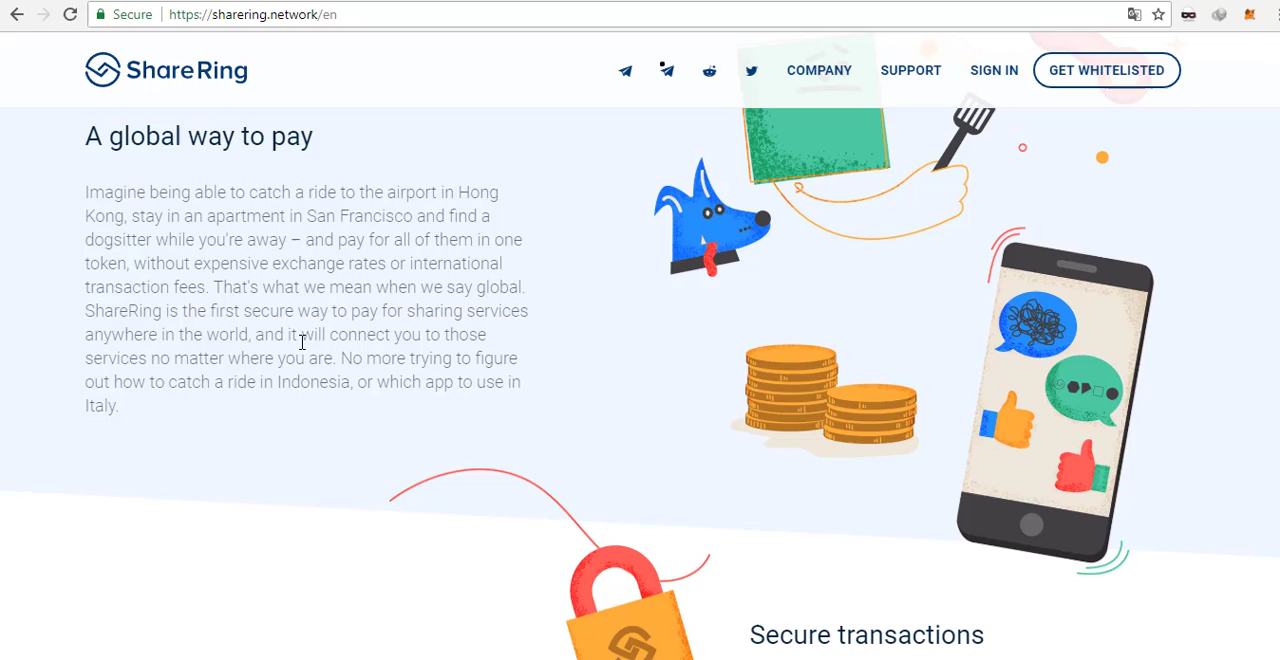 Secure
https://sharering.network/en
ShareRing
COMPANY
SUPPORT
SIGN IN
GET WHITELISTED
A global way to pay
Imagine being able to catch a ride to the airport in Hong
Kong, stay in an apartment in San Francisco and find a
dogsitter while you're away – and pay for all of them in one
token, without expensive exchange rates or international
transaction fees. That's what we mean when we say global.
ShareRing is the first secure way to pay for sharing services
anywhere in the world, and it will connect you to those
services no matter where you are. No more trying to figure
out how to catch a ride in Indonesia, or which app to use in
Italy.
Secure transactions